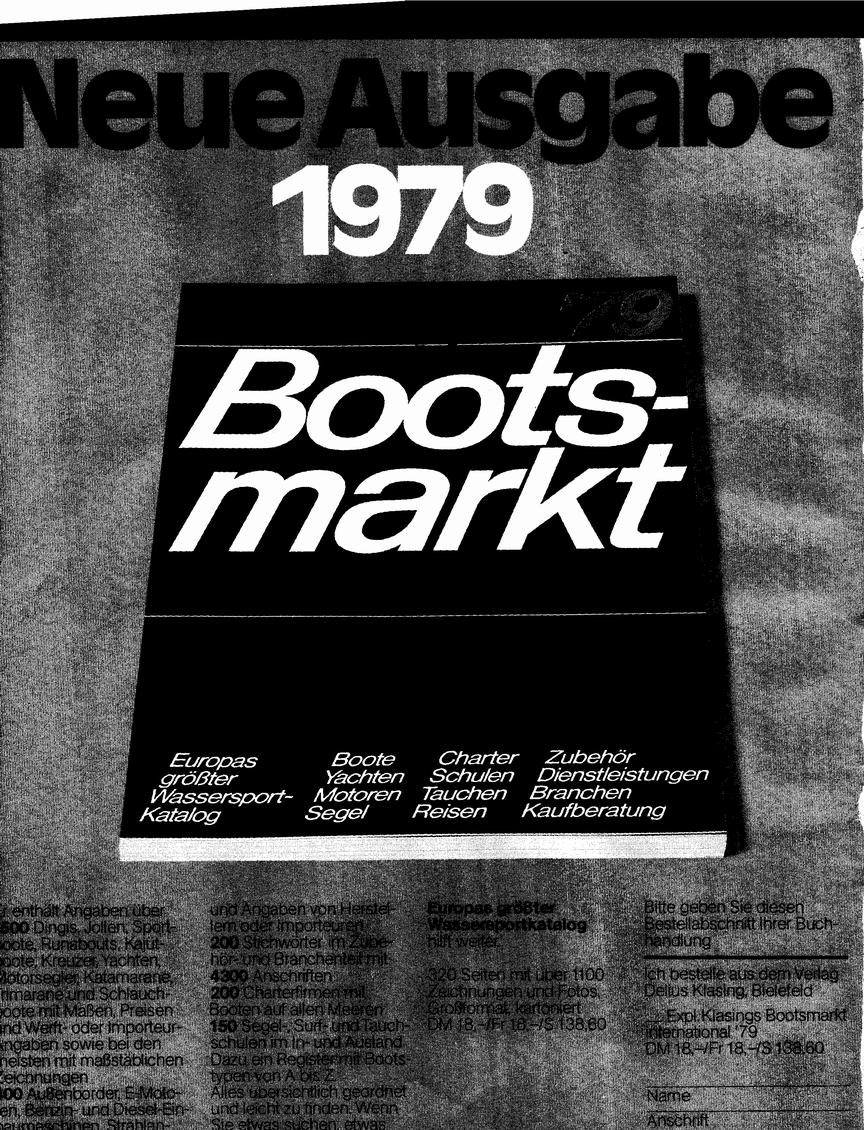 Neue Ausgabe
1979
79
Boots-
markt
Europas
größter
Wassersport-
Katalog
Boote
Yachten
Motoren
Segel
Charter
Schulen
Tauchen
Reisen
Zubehör
Dienstleistungen
Branchen
Kaufberatung
enthält Angaben über
500 Dingis, Jollen, Sport-
boote, Runabouts, Kajüt-
boote, Kreuzer, Yachten,
Motorsegler, Katamarane,
Trimarane und Schlauch-
boote mit Maßen, Preisen
und Werft- oder Importeur-
angaben sowie bei den
meisten mit maßstäblichen
Zeichnungen
400 Außenborder, E-Moto-
ren, Benzin- und Diesel-Ein-
baumaschinen, Strahlan-
und Angaben von Herstel-
lern oder Importeuren
200 Stichwörter im Zube-
hör- und Branchenteil mit
4300 Anschriften
200 Charterfirmen mit
Booten auf allen Meeren
150 Segel-, Surf- und Tauch-
schulen im In- und Ausland
Dazu ein Register mit Boots-
typen von A bis Z.
Alles übersichtlich geordnet
und leicht zu finden. Wenn
Sie etwas suchen, etwas
Europas größter
Wassersportkatalog
hilft weiter.
320 Seiten mit über 1100
Zeichnungen und Fotos,
Großformat, kartoniert
DM 18,–/Fr 18,–/S 138,60
Bitte geben Sie diesen
Bestellabschnitt Ihrer Buch-
handlung
Ich bestelle aus dem Verlag
Delius Klasing, Bielefeld
___ Expl. Klasings Bootsmarkt
international '79
DM 18,–/Fr 18,–/S 138,60
Name
Anschrift